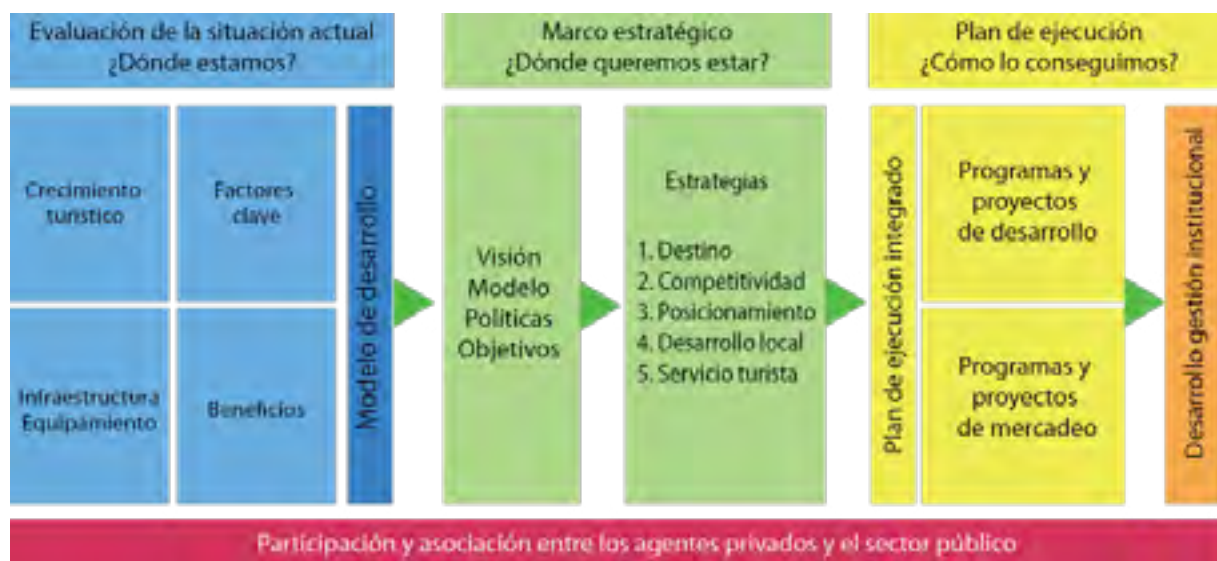 Evaluación de la situación actual
¿Dónde estamos?
Marco estratégico
¿Dónde queremos estar?
Plan de ejecución
¿Cómo lo conseguimos?
Crecimiento
turístico
Factores
clave
Infraestructura
Equipamiento
Beneficios
Modelo de desarrollo
Visión
Modelo
Políticas
Objetivos
Estrategias
1. Destino
2. Competitividad
3. Posicionamiento
4. Desarrollo local
5. Servicio turista
Plan de ejecución integrado
Programas y
proyectos
de desarrollo
Programas y
proyectos
de mercadeo
Desarrollo gestión institucional
Participación y asociación entre los agentes privados y el sector público